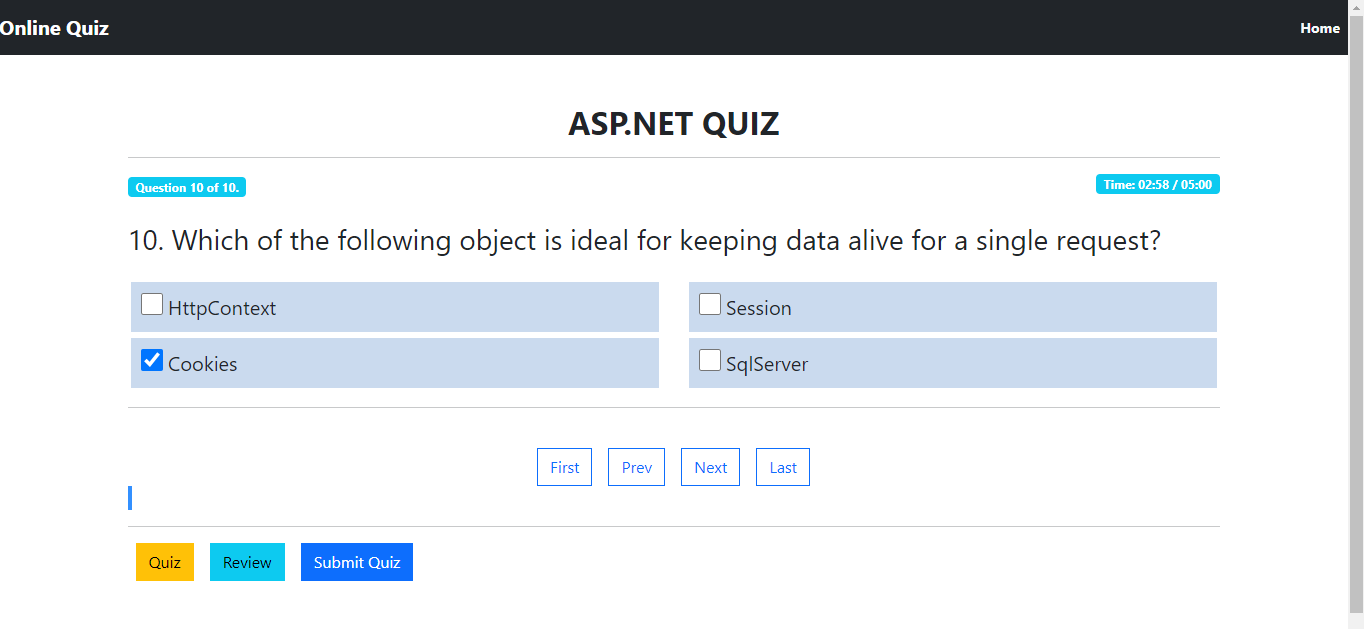 Online Quiz
Home
ASP.NET QUIZ
Question 10 of 10.
Time: 02:58 / 05:00
10. Which of the following object is ideal for keeping data alive for a single request?
HttpContext
Session
Cookies
SqlServer
First
Prev
Next
Last
Quiz
Review
Submit Quiz